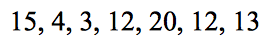 15, 4, 3, 12, 20, 12, 13